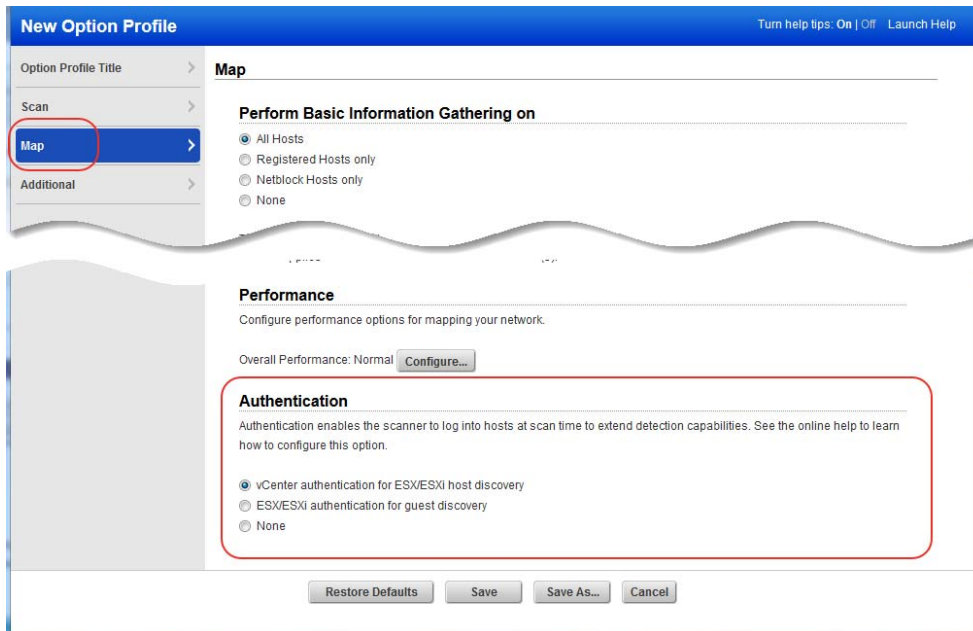 New Option Profile
Turn help tips: On | Off Launch Help
Option Profile Title
Scan
Map
Additional
Map
Perform Basic Information Gathering on
All Hosts
Registered Hosts only
Netblock Hosts only
None
Performance
Configure performance options for mapping your network.
Overall Performance: Normal Configure...
Authentication
Authentication enables the scanner to log into hosts at scan time to extend detection capabilities. See the online help to learn
how to configure this option.
vCenter authentication for ESX/ESXi host discovery
ESX/ESXi authentication for guest discovery
None
Restore Defaults Save Save As... Cancel